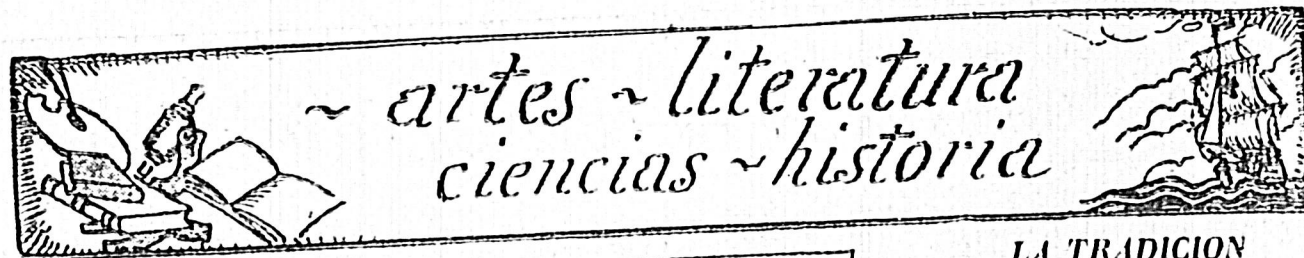 ~ artes ~ literatura
ciencias ~ historia
LA TRADICION